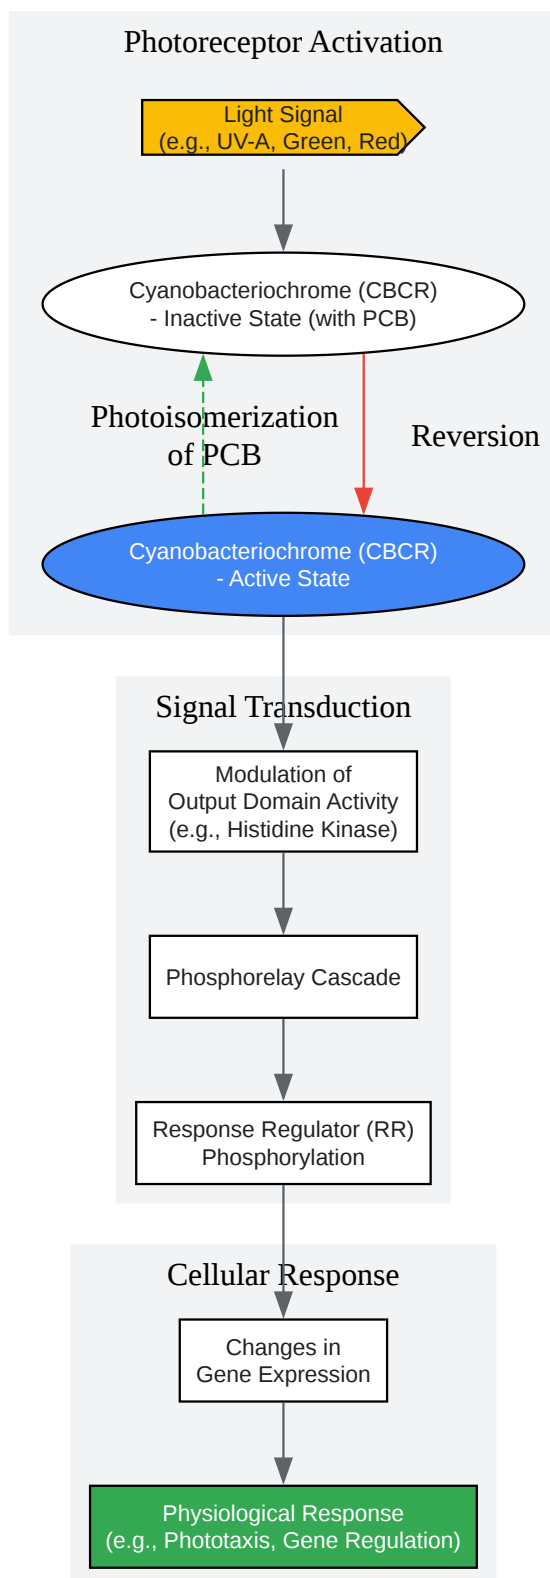 Photoreceptor Activation
Light Signal
(e.g., UV-A, Green, Red)
Cyanobacteriochrome (CBCR)
- Inactive State (with PCB)
Photoisomerization
of PCB
Reversion
Cyanobacteriochrome (CBCR)
- Active State
Signal Transduction
Modulation of
Output Domain Activity
(e.g., Histidine Kinase)
Phosphorelay Cascade
Response Regulator (RR)
Phosphorylation
Cellular Response
Changes in
Gene Expression
Physiological Response
(e.g., Phototaxis, Gene Regulation)